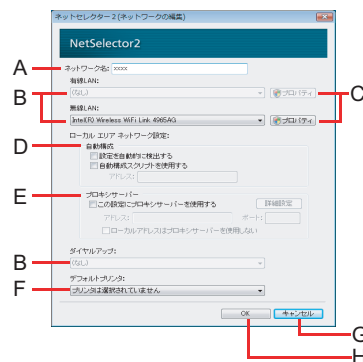 ネットセレクター2(ネットワークの編集)
NetSelector2
A
ネットワーク名: xxxx
有線LAN:
B
(なし)
プロパティ
C
無線LAN:
Intel(R) Wireless WiFi Link 4965AG
プロパティ
ローカル エリア ネットワーク設定:
D
自動構成
設定を自動的に検出する
自動構成スクリプトを使用する
アドレス:
E
プロキシサーバー
この設定にプロキシサーバーを使用する
詳細設定
アドレス:
ポート:
ローカルアドレスはプロキシサーバーを使用しない
ダイヤルアップ:
B
(なし)
デフォルトプリンタ:
F
プリンタは選択されていません
OK
キャンセル
G
H